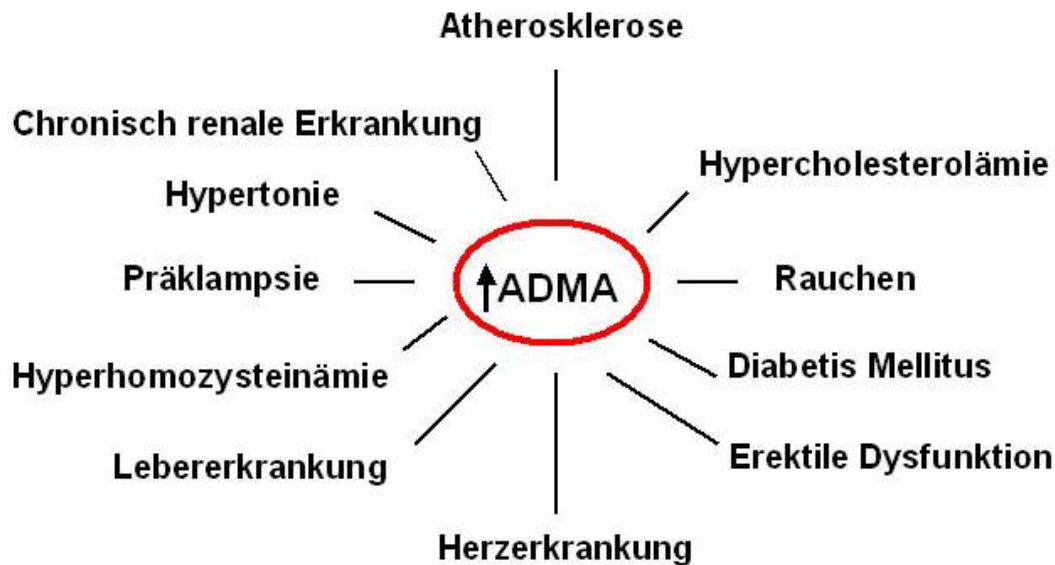 Atherosklerose
Chronisch renale Erkrankung
Hypercholesterolämie
Hypertonie
Präklampsie
↑ADMA
Rauchen
Hyperhomozysteinämie
Diabetis Mellitus
Lebererkrankung
Erektile Dysfunktion
Herzerkrankung